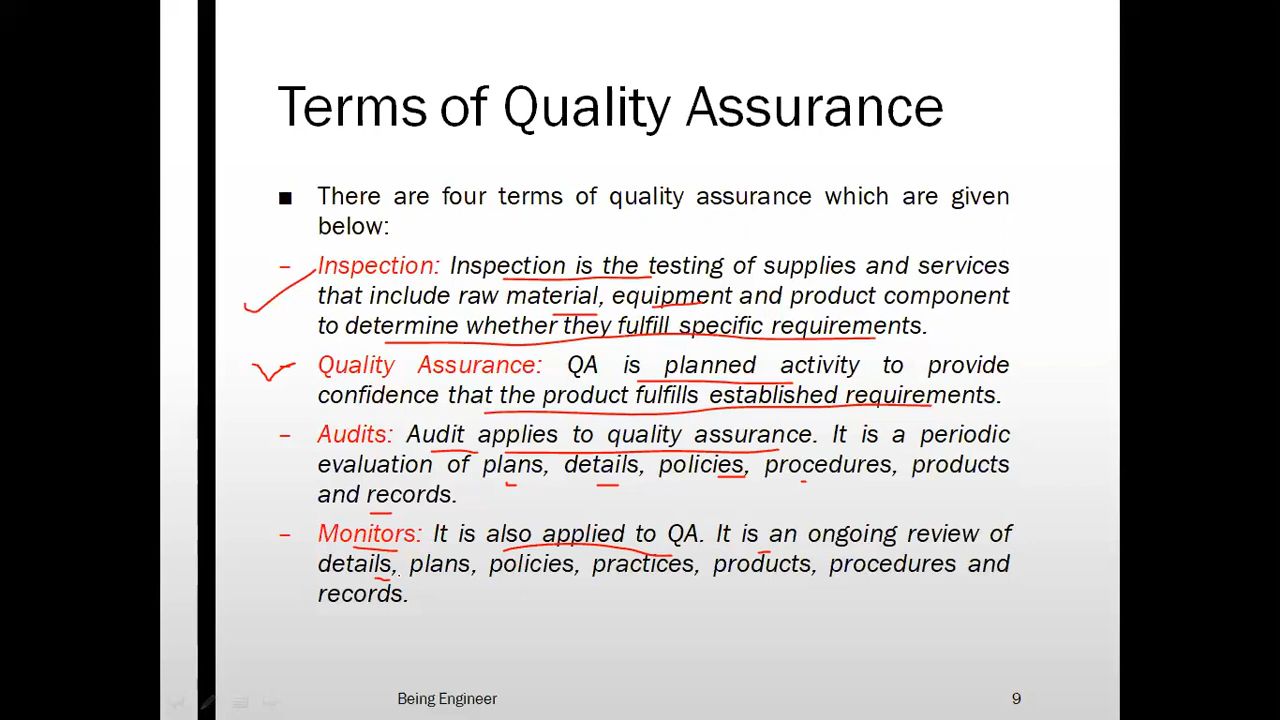 Terms of Quality Assurance
■ There are four terms of quality assurance which are given
below:
– Inspection: Inspection is the testing of supplies and services
that include raw material, equipment and product component
to determine whether they fulfill specific requirements.
– Quality Assurance: QA is planned activity to provide
confidence that the product fulfills established requirements.
– Audits: Audit applies to quality assurance. It is a periodic
evaluation of plans, details, policies, procedures, products
and records.
– Monitors: It is also applied to QA. It is an ongoing review of
details, plans, policies, practices, products, procedures and
records.
Being Engineer 9